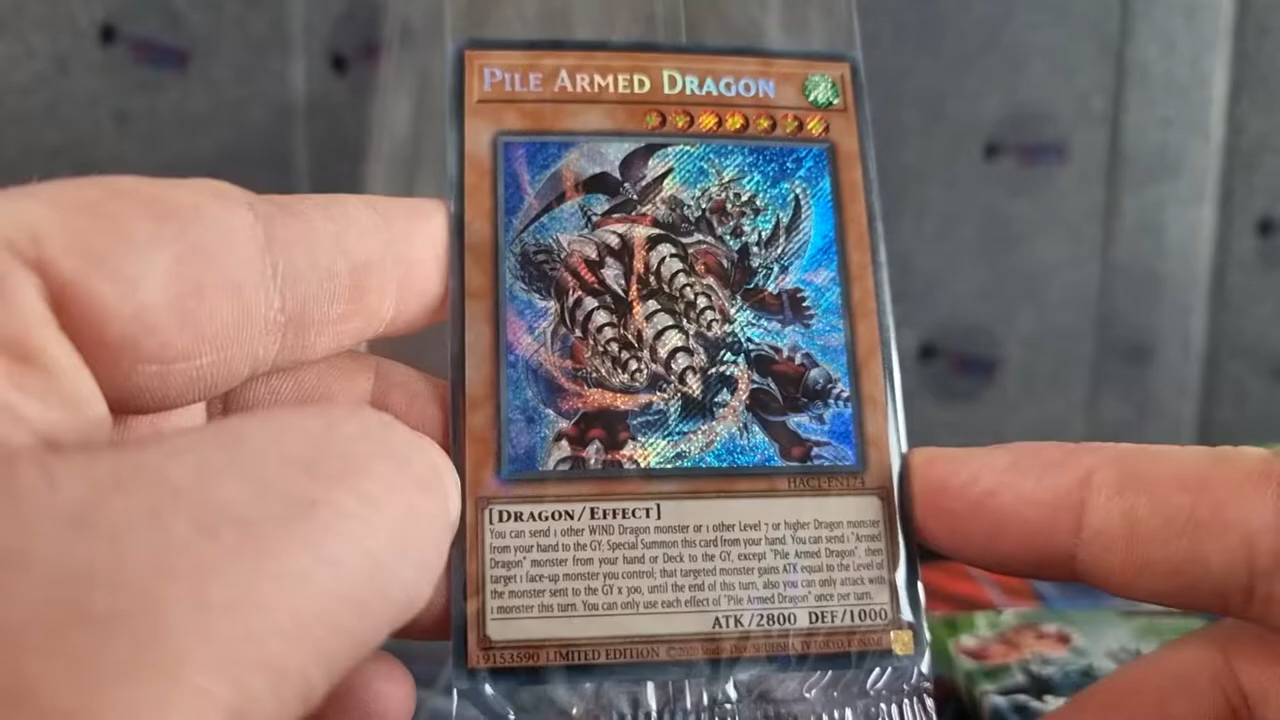 PILE ARMED DRAGON
HAC1-EN174
[DRAGON/EFFECT]
You can send 1 other WIND Dragon monster or 1 other Level 7 or higher Dragon monster
from your hand to the GY; Special Summon this card from your hand. You can send 1 "Armed
Dragon" monster from your hand or Deck to the GY, except "Pile Armed Dragon", then
target 1 face-up monster you control; that targeted monster gains ATK equal to the Level of
the monster sent to the GY x 300, until the end of this turn, also you can only attack with
1 monster this turn. You can only use each effect of "Pile Armed Dragon" once per turn.
ATK/2800 DEF/1000
19153590 LIMITED EDITION ©2020 Studio Dice/SHUEISHA, TV TOKYO, KONAMI